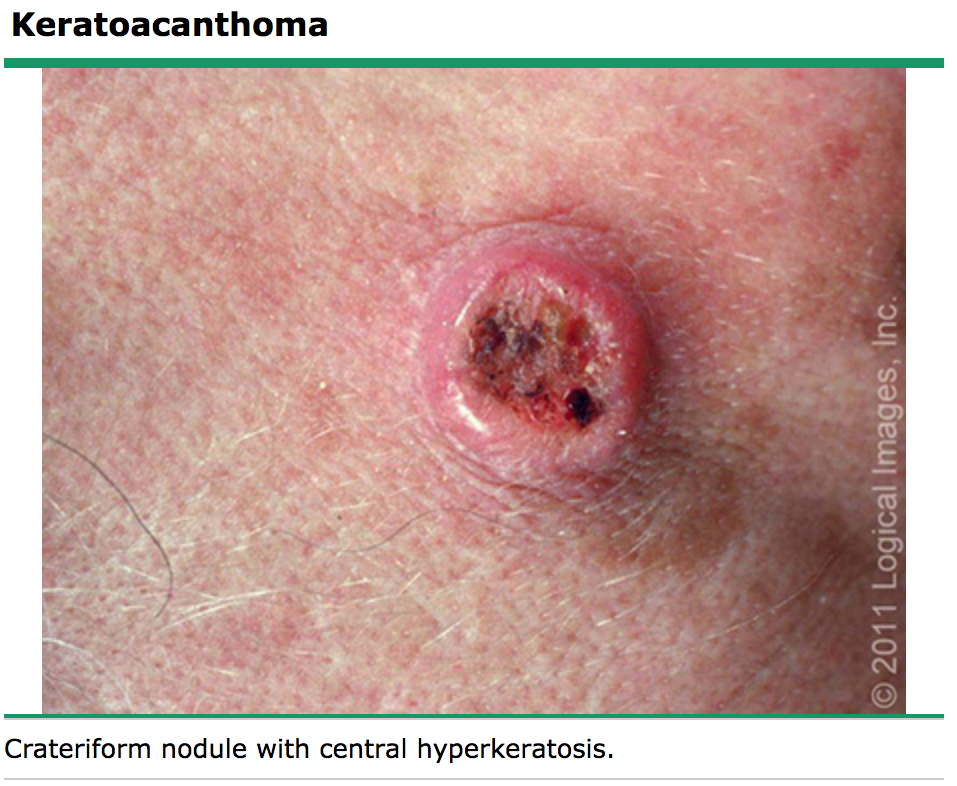 Keratoacanthoma
© 2011 Logical Images, Inc.
Crateriform nodule with central hyperkeratosis.